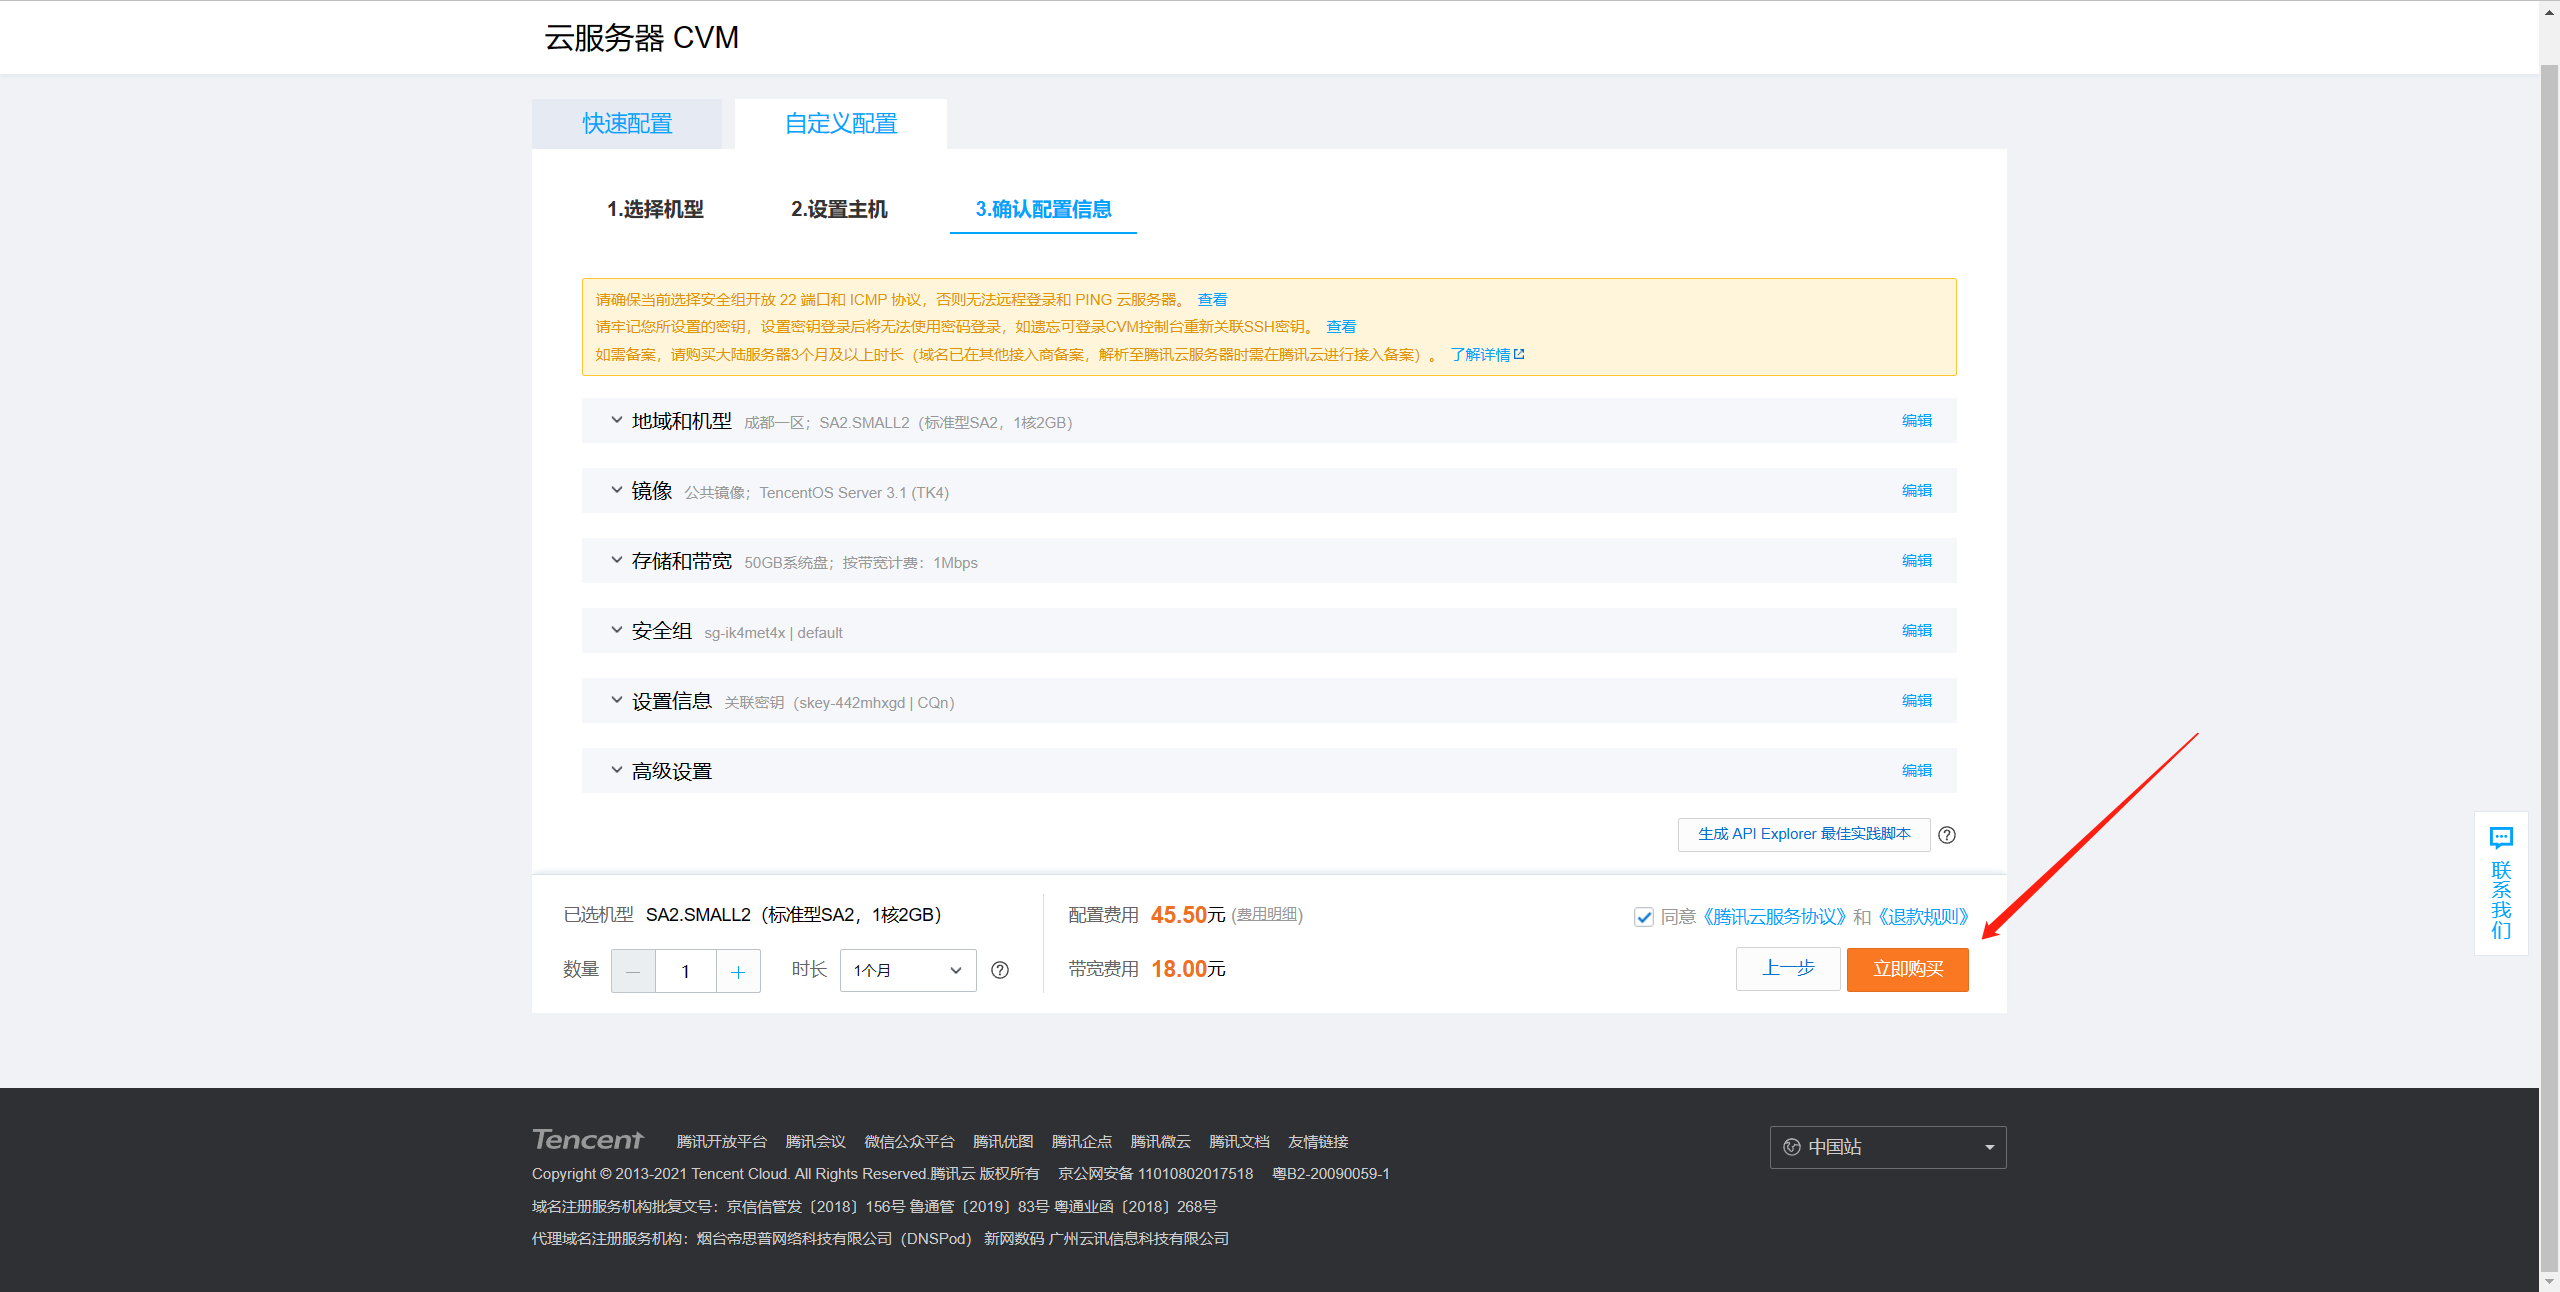 云服务器 CVM
快速配置
自定义配置
1.选择机型
2.设置主机
3.确认配置信息
请确保当前选择安全组开放 22 端口和 ICMP 协议，否则无法远程登录和 PING 云服务器。 查看
请牢记您所设置的密钥，设置密钥登录后将无法使用密码登录，如遗忘可登录CVM控制台重新关联SSH密钥。 查看
如需备案，请购买大陆服务器3个月及以上时长（域名已在其他接入商备案，解析至腾讯云服务器时需在腾讯云进行接入备案）。 了解详情
地域和机型 成都一区；SA2.SMALL2（标准型SA2，1核2GB） 编辑
镜像 公共镜像；TencentOS Server 3.1 (TK4) 编辑
存储和带宽 50GB系统盘；按带宽计费：1Mbps 编辑
安全组 sg-ik4met4x | default 编辑
设置信息 关联密钥（skey-442mhxgd | CQn） 编辑
高级设置 编辑
生成 API Explorer 最佳实践脚本 ?
已选机型 SA2.SMALL2（标准型SA2，1核2GB）
数量 − 1 + 时长 1个月 ?
配置费用 45.50元 (费用明细)
带宽费用 18.00元
同意《腾讯云服务协议》和《退款规则》
上一步 立即购买
联系我们
Tencent 腾讯开放平台 腾讯会议 微信公众平台 腾讯优图 腾讯企点 腾讯微云 腾讯文档 友情链接
中国站
Copyright © 2013-2021 Tencent Cloud. All Rights Reserved.腾讯云 版权所有 京公网安备 11010802017518 粤B2-20090059-1
域名注册服务机构批复文号：京信信管发〔2018〕156号 鲁通管〔2019〕83号 粤通业函〔2018〕268号
代理域名注册服务机构：烟台帝思普网络科技有限公司（DNSPod） 新网数码 广州云讯信息科技有限公司